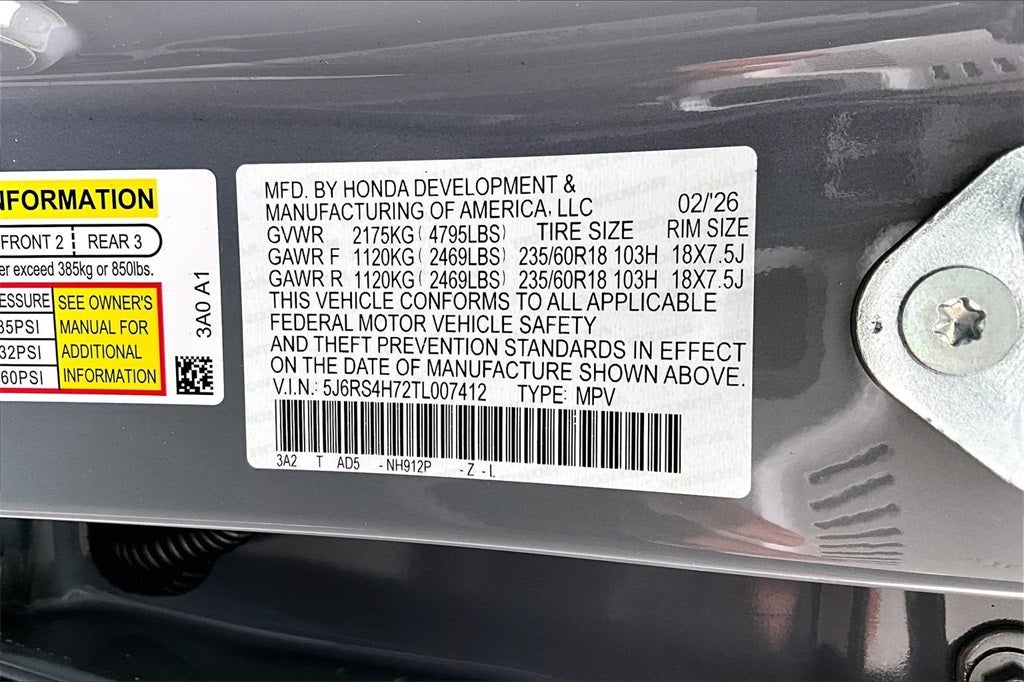 NFORMATION
FRONT 2 REAR 3
er exceed 385kg or 850lbs.
RESSURE SEE OWNER'S
35PSI MANUAL FOR
32PSI ADDITIONAL
60PSI INFORMATION
3A0 A1
MFD. BY HONDA DEVELOPMENT &
MANUFACTURING OF AMERICA, LLC 02/'26
GVWR 2175KG ( 4795LBS) TIRE SIZE RIM SIZE
GAWR F 1120KG ( 2469LBS) 235/60R18 103H 18X7.5J
GAWR R 1120KG ( 2469LBS) 235/60R18 103H 18X7.5J
THIS VEHICLE CONFORMS TO ALL APPLICABLE
FEDERAL MOTOR VEHICLE SAFETY
AND THEFT PREVENTION STANDARDS IN EFFECT
ON THE DATE OF MANUFACTURE SHOWN ABOVE.
V.I.N.: 5J6RS4H72TL007412 TYPE: MPV
3A2 T AD5 -NH912P -Z-L